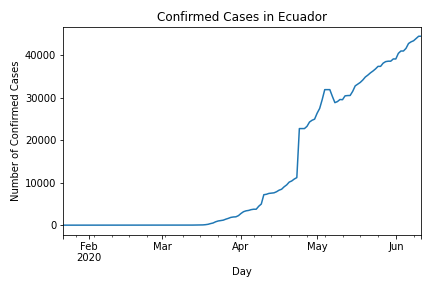 Confirmed Cases in Ecuador
Number of Confirmed Cases
40000
30000
20000
10000
0
Feb
2020
Mar
Apr
May
Jun
Day